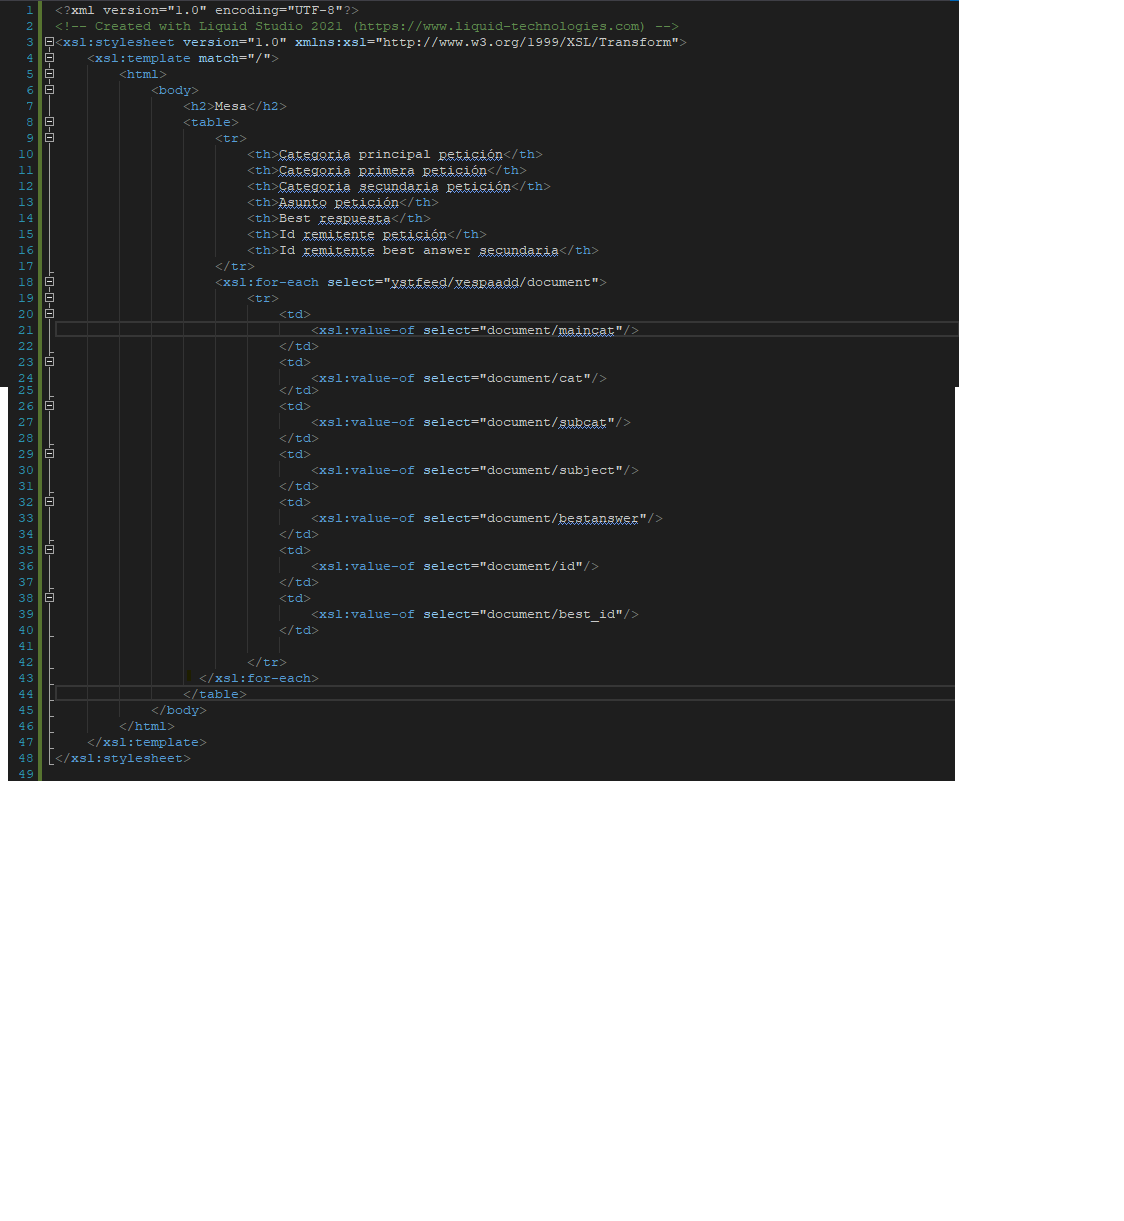 1 <?xml version="1.0" encoding="UTF-8"?>
2 <!-- Created with Liquid Studio 2021 (https://www.liquid-technologies.com) -->
3 <xsl:stylesheet version="1.0" xmlns:xsl="http://www.w3.org/1999/XSL/Transform">
4 <xsl:template match="/">
5 <html>
6 <body>
7 <h2>Mesa</h2>
8 <table>
9 <tr>
10 <th>Categoria principal petición</th>
11 <th>Categoria primera petición</th>
12 <th>Categoria secundaria petición</th>
13 <th>Asunto petición</th>
14 <th>Best respuesta</th>
15 <th>Id remitente petición</th>
16 <th>Id remitente best answer secundaria</th>
17 </tr>
18 <xsl:for-each select="ystfeed/vespaadd/document">
19 <tr>
20 <td>
21 <xsl:value-of select="document/maincat"/>
22 </td>
23 <td>
24 <xsl:value-of select="document/cat"/>
25 </td>
26 <td>
27 <xsl:value-of select="document/subcat"/>
28 </td>
29 <td>
30 <xsl:value-of select="document/subject"/>
31 </td>
32 <td>
33 <xsl:value-of select="document/bestanswer"/>
34 </td>
35 <td>
36 <xsl:value-of select="document/id"/>
37 </td>
38 <td>
39 <xsl:value-of select="document/best_id"/>
40 </td>
41
42 </tr>
43 </xsl:for-each>
44 </table>
45 </body>
46 </html>
47 </xsl:template>
48 </xsl:stylesheet>
49